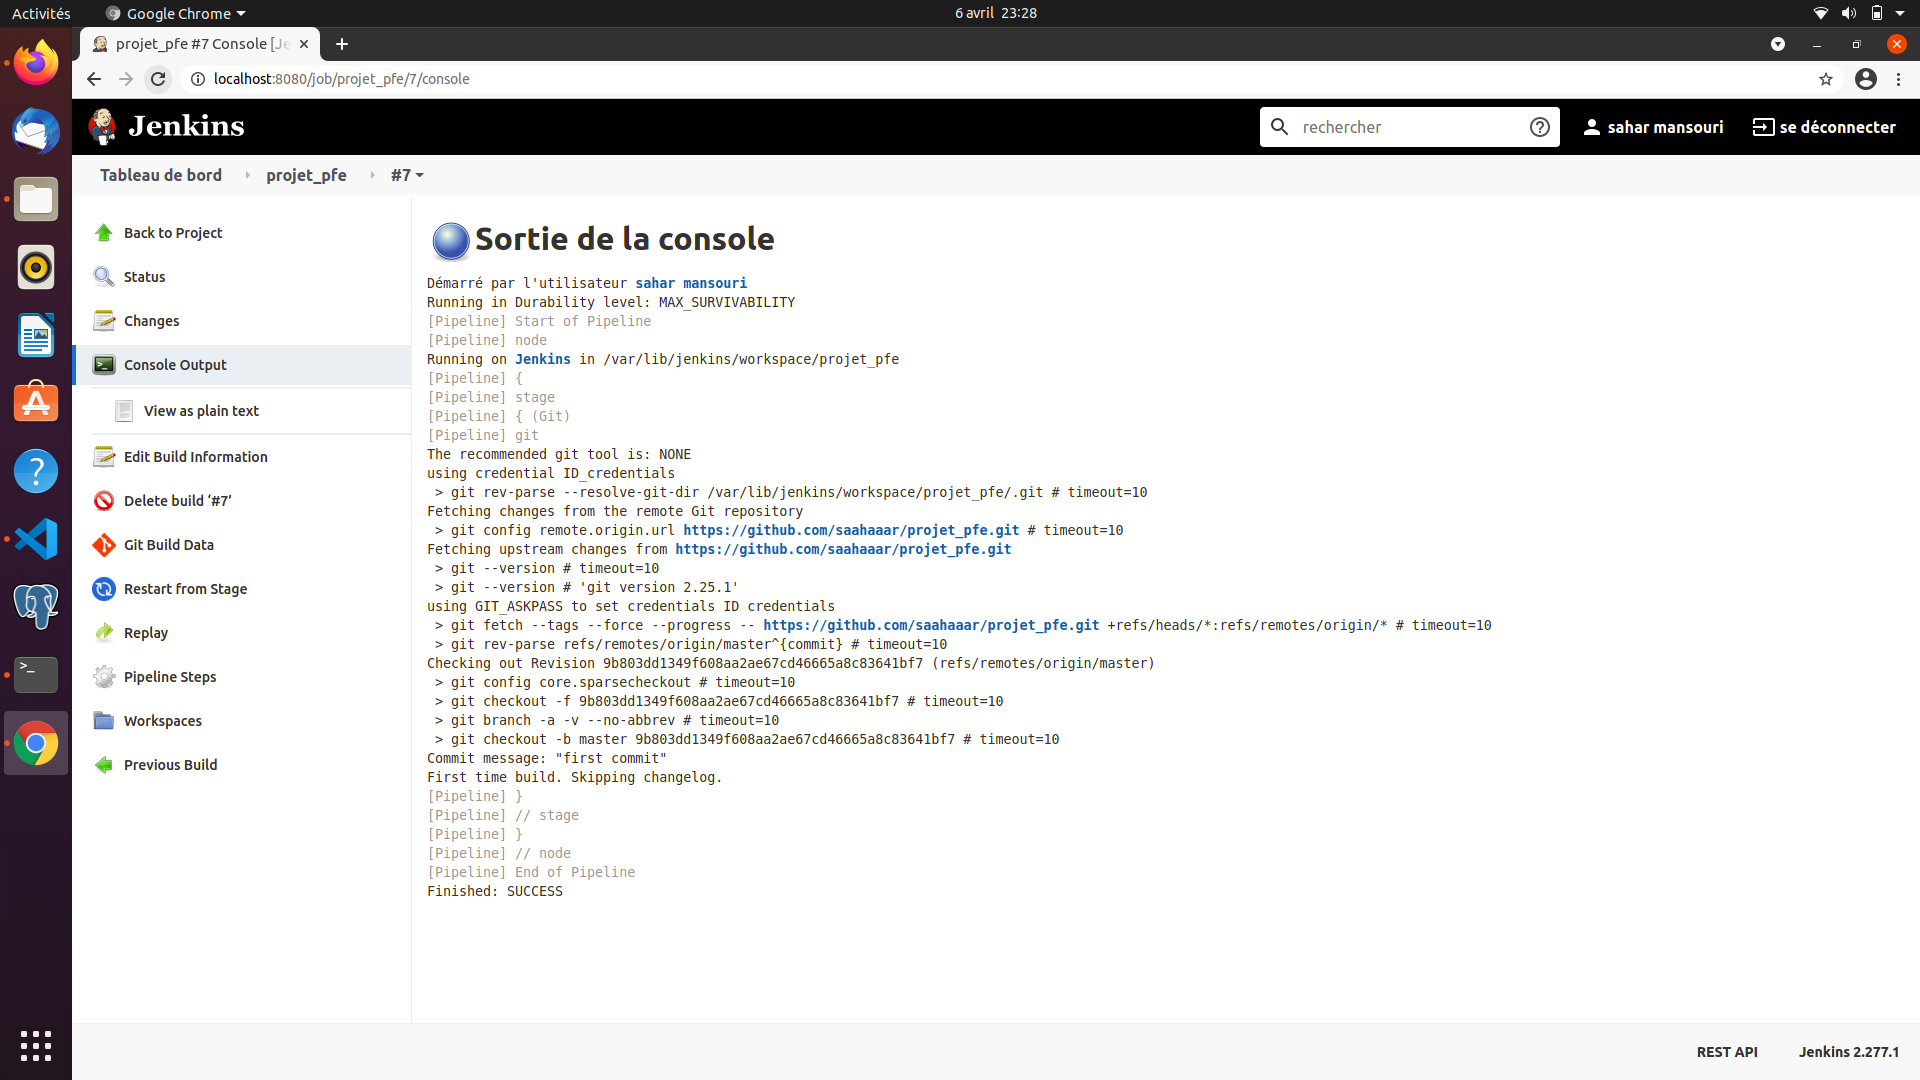 Activités
Google Chrome
6 avril 23:28
projet_pfe #7 Console [Je
localhost:8080/job/projet_pfe/7/console
Jenkins
rechercher
sahar mansouri
se déconnecter
Tableau de bord
projet_pfe
#7
Back to Project
Status
Changes
Console Output
View as plain text
Edit Build Information
Delete build ‘#7’
Git Build Data
Restart from Stage
Replay
Pipeline Steps
Workspaces
Previous Build
Sortie de la console
Démarré par l'utilisateur sahar mansouri
Running in Durability level: MAX_SURVIVABILITY
[Pipeline] Start of Pipeline
[Pipeline] node
Running on Jenkins in /var/lib/jenkins/workspace/projet_pfe
[Pipeline] {
[Pipeline] stage
[Pipeline] { (Git)
[Pipeline] git
The recommended git tool is: NONE
using credential ID_credentials
> git rev-parse --resolve-git-dir /var/lib/jenkins/workspace/projet_pfe/.git # timeout=10
Fetching changes from the remote Git repository
> git config remote.origin.url https://github.com/saahaaar/projet_pfe.git # timeout=10
Fetching upstream changes from https://github.com/saahaaar/projet_pfe.git
> git --version # timeout=10
> git --version # 'git version 2.25.1'
using GIT_ASKPASS to set credentials ID credentials
> git fetch --tags --force --progress -- https://github.com/saahaaar/projet_pfe.git +refs/heads/*:refs/remotes/origin/* # timeout=10
> git rev-parse refs/remotes/origin/master^{commit} # timeout=10
Checking out Revision 9b803dd1349f608aa2ae67cd46665a8c83641bf7 (refs/remotes/origin/master)
> git config core.sparsecheckout # timeout=10
> git checkout -f 9b803dd1349f608aa2ae67cd46665a8c83641bf7 # timeout=10
> git branch -a -v --no-abbrev # timeout=10
> git checkout -b master 9b803dd1349f608aa2ae67cd46665a8c83641bf7 # timeout=10
Commit message: "first commit"
First time build. Skipping changelog.
[Pipeline] }
[Pipeline] // stage
[Pipeline] }
[Pipeline] // node
[Pipeline] End of Pipeline
Finished: SUCCESS
REST API
Jenkins 2.277.1